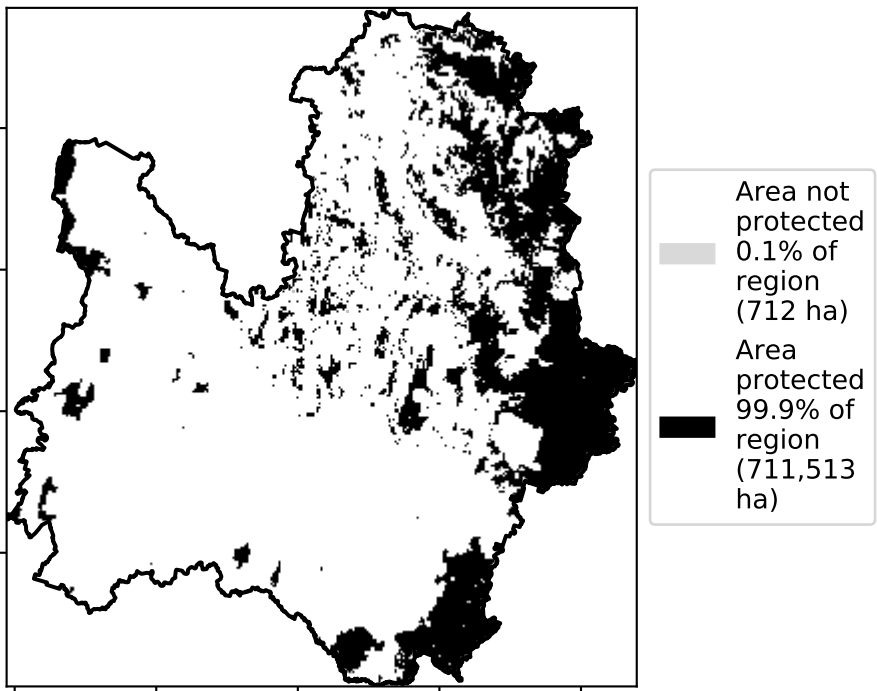 Area not
protected
0.1% of
region
(712 ha)
Area
protected
99.9% of
region
(711,513
ha)